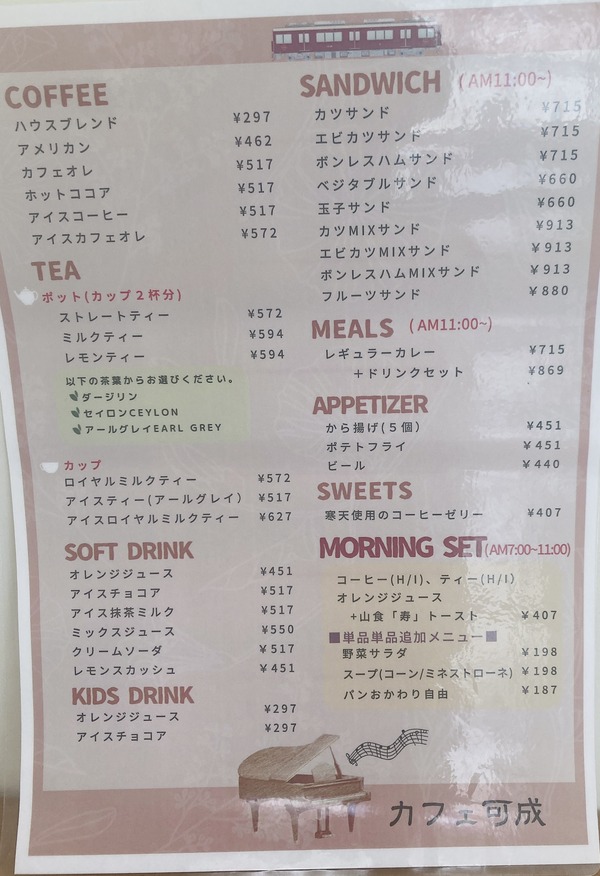 COFFEE
ハウスブレンド ¥297
アメリカン ¥462
カフェオレ ¥517
ホットココア ¥517
アイスコーヒー ¥517
アイスカフェオレ ¥572
TEA
ポット(カップ2杯分)
ストレートティー ¥572
ミルクティー ¥594
レモンティー ¥594
以下の茶葉からお選びください。
ダージリン
セイロンCEYLON
アールグレイEARL GREY
カップ
ロイヤルミルクティー ¥572
アイスティー(アールグレイ) ¥517
アイスロイヤルミルクティー ¥627
SOFT DRINK
オレンジジュース ¥451
アイスチョコア ¥517
アイス抹茶ミルク ¥517
ミックスジュース ¥550
クリームソーダ ¥517
レモンスカッシュ ¥451
KIDS DRINK
オレンジジュース ¥297
アイスチョコア ¥297
SANDWICH (AM11:00~)
カツサンド ¥715
エビカツサンド ¥715
ボンレスハムサンド ¥715
ベジタブルサンド ¥660
玉子サンド ¥660
カツMIXサンド ¥913
エビカツMIXサンド ¥913
ボンレスハムMIXサンド ¥913
フルーツサンド ¥880
MEALS (AM11:00~)
レギュラーカレー ¥715
+ドリンクセット ¥869
APPETIZER
から揚げ(5個) ¥451
ポテトフライ ¥451
ビール ¥440
SWEETS
寒天使用のコーヒーゼリー ¥407
MORNING SET(AM7:00~11:00)
コーヒー(H/I)、ティー(H/I)
オレンジジュース
+山食「寿」トースト ¥407
■単品単品追加メニュー■
野菜サラダ ¥198
スープ(コーン/ミネストローネ) ¥198
パンおかわり自由 ¥187
カフェ可成